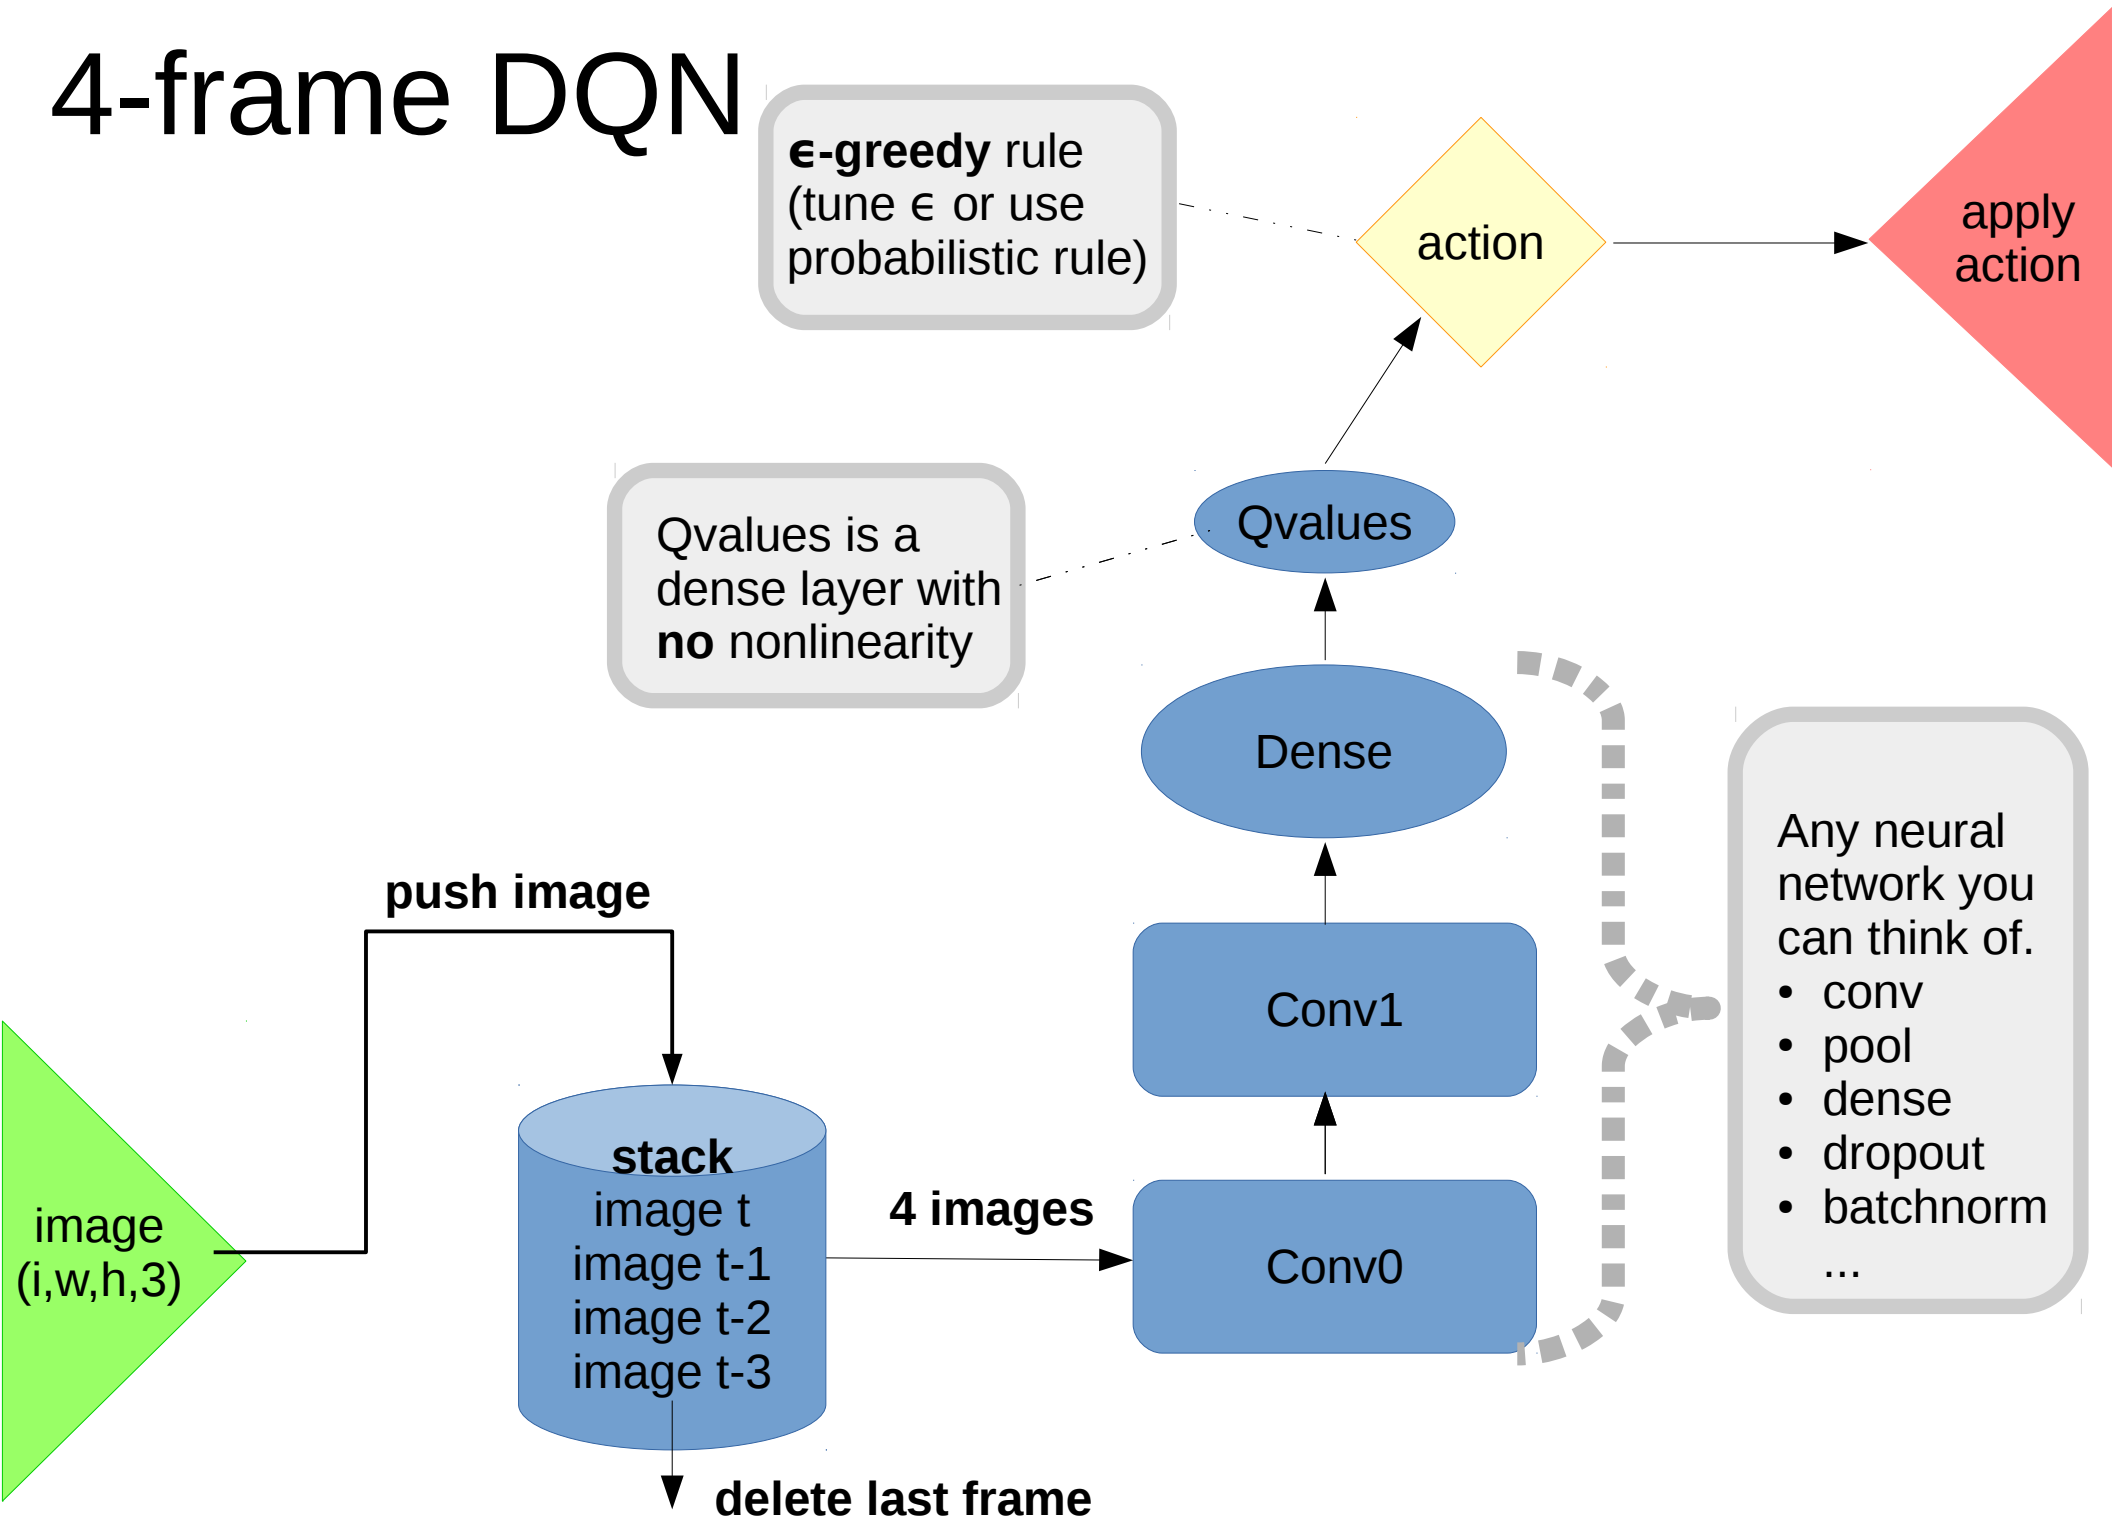 4-frame DQN
ϵ-greedy rule
(tune ϵ or use
probabilistic rule)
action
apply
action
Qvalues is a
dense layer with
no nonlinearity
Qvalues
Dense
Any neural
network you
can think of.
• conv
• pool
• dense
• dropout
• batchnorm
...
push image
Conv1
image
(i,w,h,3)
stack
image t
image t-1
image t-2
image t-3
4 images
Conv0
delete last frame